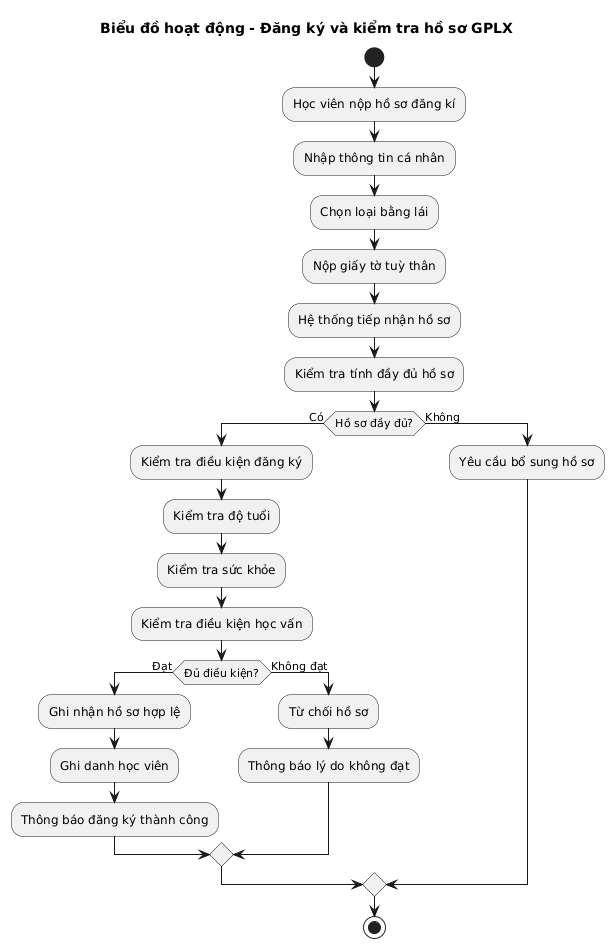 Biểu đồ hoạt động - Đăng ký và kiểm tra hồ sơ GPLX
Học viên nộp hồ sơ đăng kí
Nhập thông tin cá nhân
Chọn loại bằng lái
Nộp giấy tờ tuỳ thân
Hệ thống tiếp nhận hồ sơ
Kiểm tra tính đầy đủ hồ sơ
Có
Hồ sơ đầy đủ?
Không
Kiểm tra điều kiện đăng ký
Yêu cầu bổ sung hồ sơ
Kiểm tra độ tuổi
Kiểm tra sức khỏe
Kiểm tra điều kiện học vấn
Đạt
Đủ điều kiện?
Không đạt
Ghi nhận hồ sơ hợp lệ
Từ chối hồ sơ
Ghi danh học viên
Thông báo lý do không đạt
Thông báo đăng ký thành công